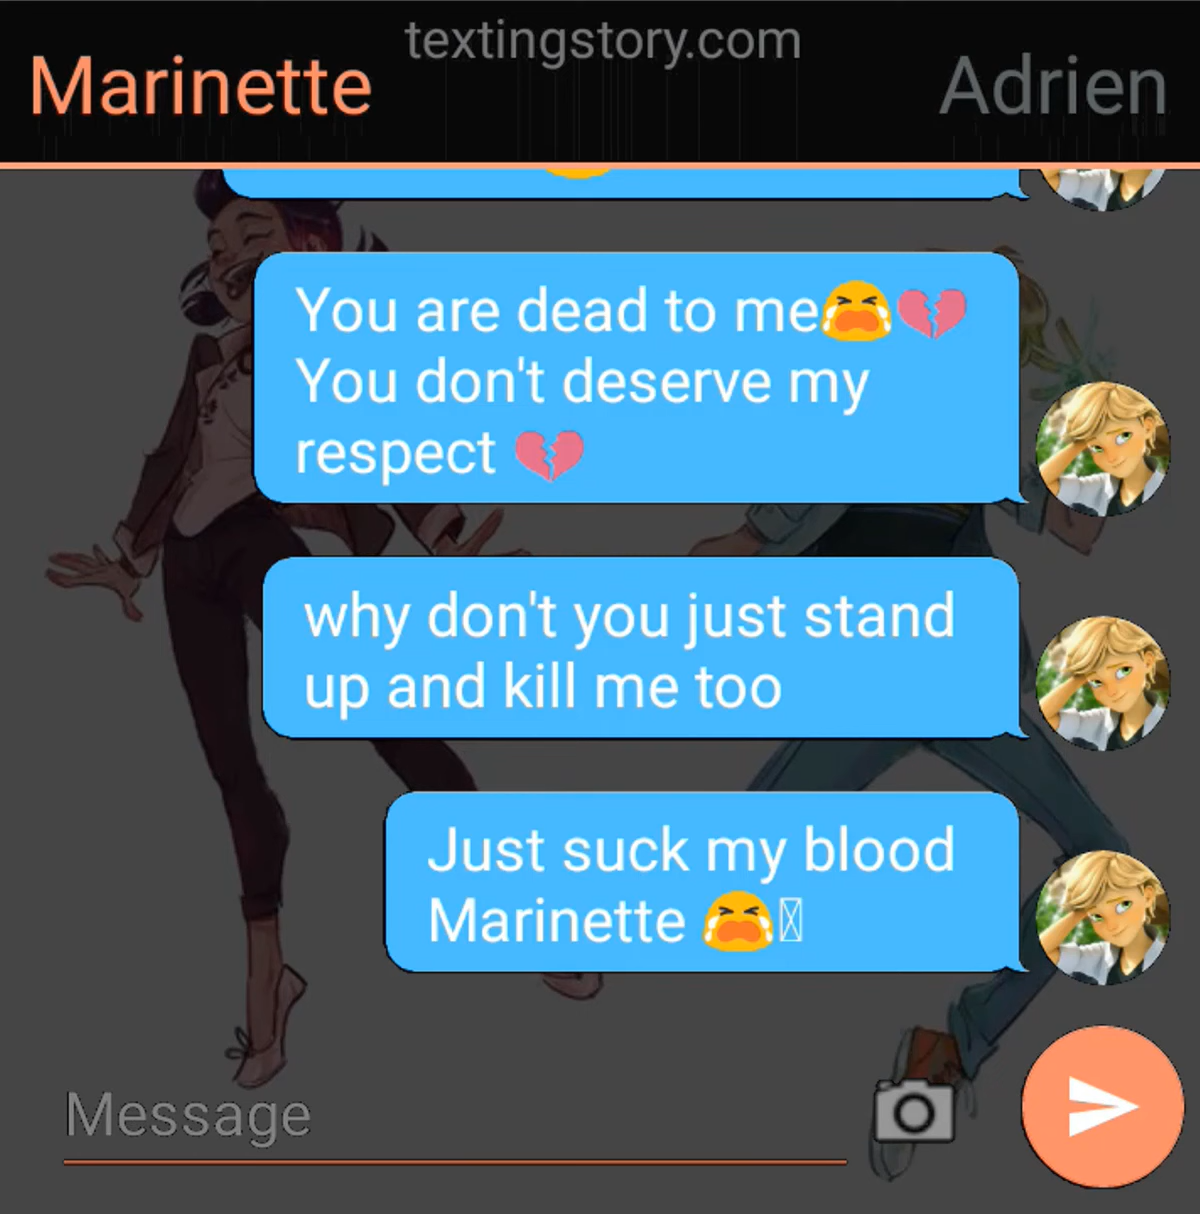 textingstory.com
Marinette
Adrien
You are dead to me😭💔
You don't deserve my
respect 💔
why don't you just stand
up and kill me too
Just suck my blood
Marinette 😭
Message